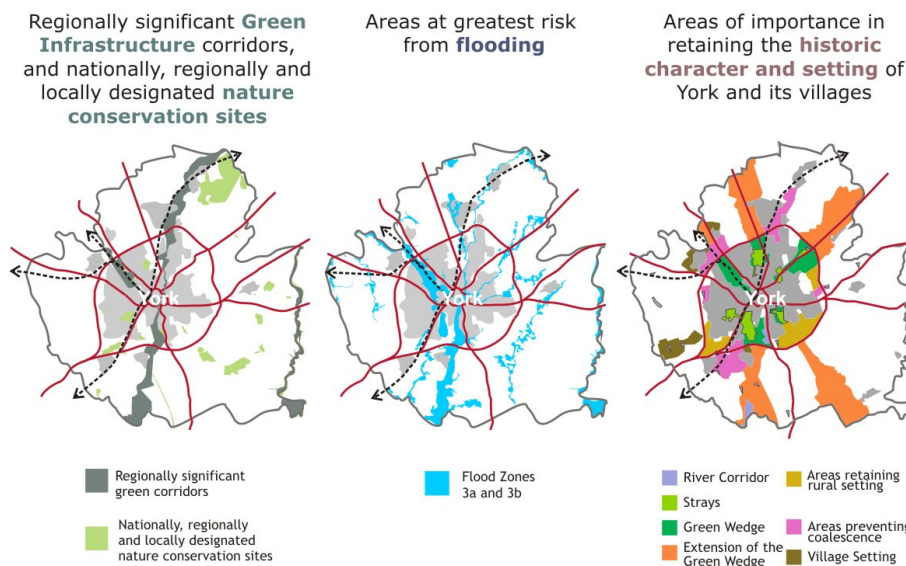 Regionally significant Green
Infrastructure corridors,
and nationally, regionally and
locally designated nature
conservation sites
Areas at greatest risk
from flooding
Areas of importance in
retaining the historic
character and setting of
York and its villages
York
York
York
Regionally significant
green corridors
Nationally, regionally
and locally designated
nature conservation sites
Flood Zones
3a and 3b
River Corridor
Strays
Green Wedge
Extension of the
Green Wedge
Areas retaining
rural setting
Areas preventing
coalescence
Village Setting